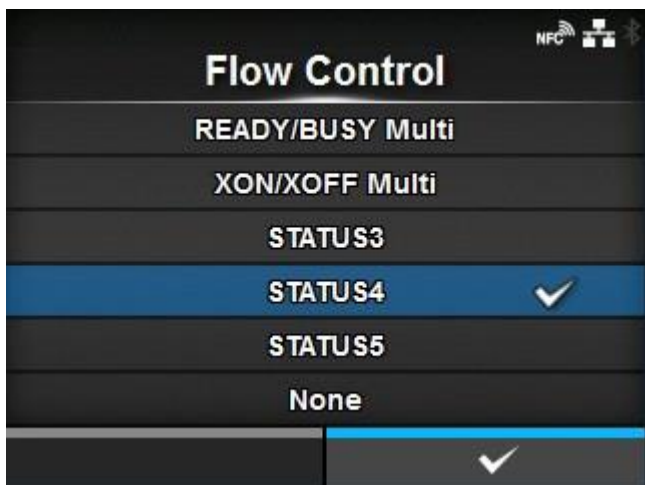 NFC
Flow Control
READY/BUSY Multi
XON/XOFF Multi
STATUS3
STATUS4
STATUS5
None